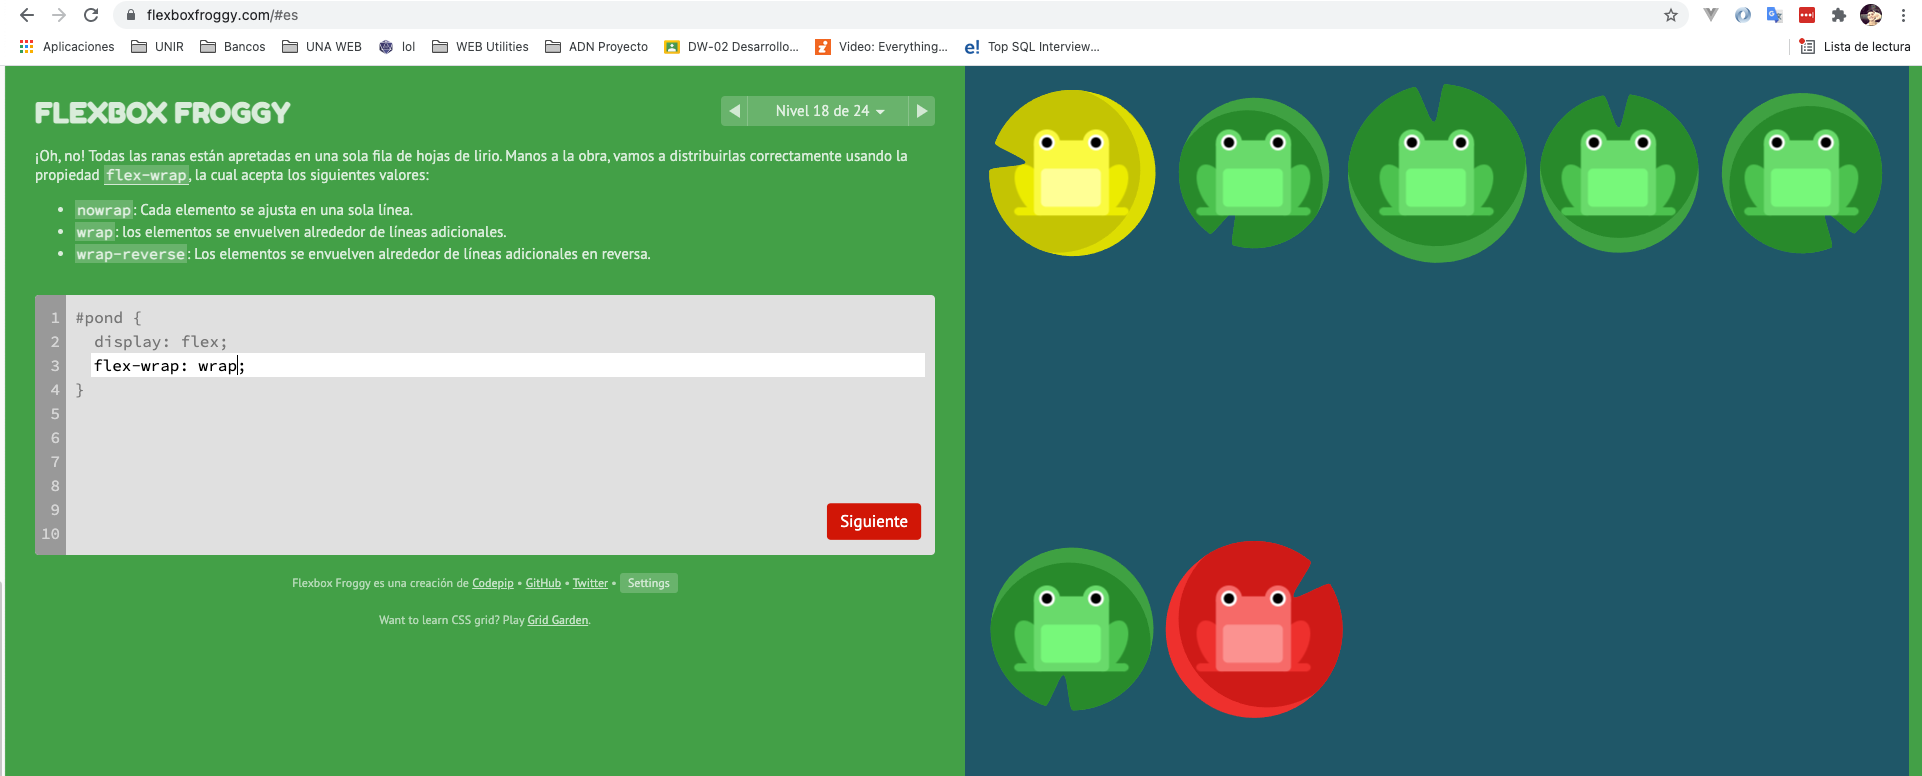 flexboxfroggy.com/#es
Aplicaciones UNIR Bancos UNA WEB lol WEB Utilities ADN Proyecto DW-02 Desarrollo... Video: Everything... e! Top SQL Interview... Lista de lectura
FLEXBOX FROGGY
Nivel 18 de 24
¡Oh, no! Todas las ranas están apretadas en una sola fila de hojas de lirio. Manos a la obra, vamos a distribuirlas correctamente usando la
propiedad flex-wrap, la cual acepta los siguientes valores:
• nowrap: Cada elemento se ajusta en una sola línea.
• wrap: los elementos se envuelven alrededor de líneas adicionales.
• wrap-reverse: Los elementos se envuelven alrededor de líneas adicionales en reversa.
1 #pond {
2 display: flex;
3 flex-wrap: wrap;
4 }
5
6
7
8
9
10
Siguiente
Flexbox Froggy es una creación de Codepip • GitHub • Twitter • Settings
Want to learn CSS grid? Play Grid Garden.